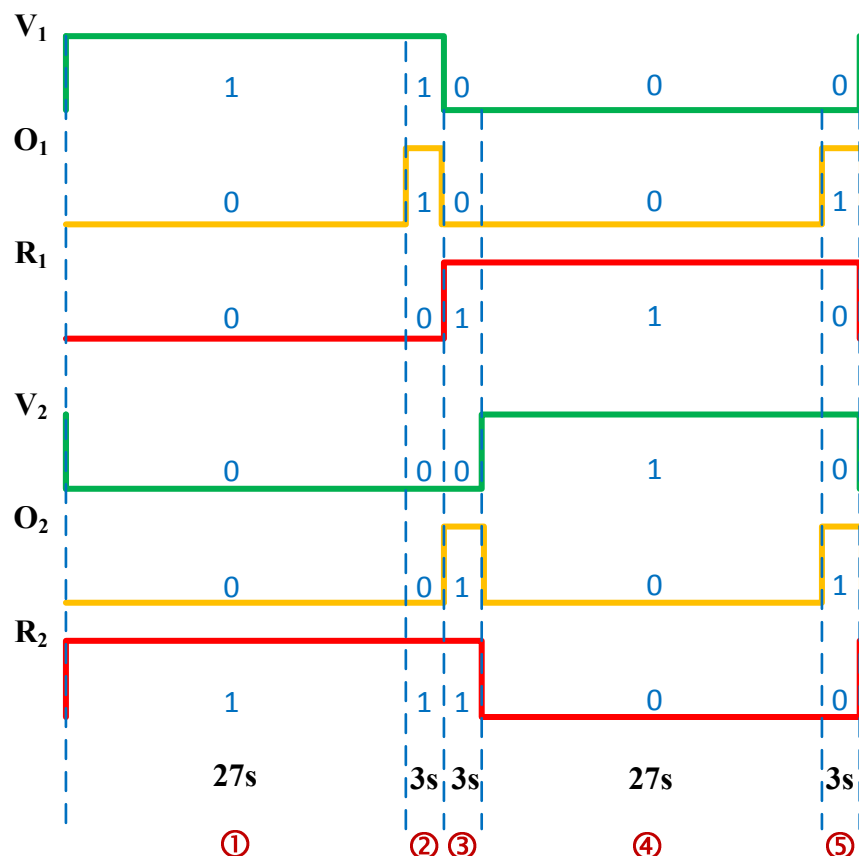 V₁
1 1 0 0 0
O₁
0 1 0 0 1
R₁
0 0 1 1 0
V₂
0 0 0 1 0
O₂
0 0 1 0 1
R₂
1 1 1 0 0
27s 3s 3s 27s 3s
① ② ③ ④ ⑤